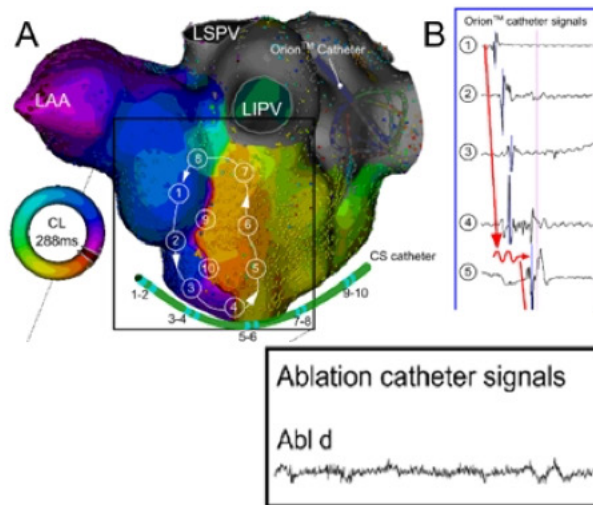 A
LSPV
Orion™ Catheter
LAA
LIPV
8
7
1
9
6
2
10
5
3
4
CL
288ms
CS catheter
1-2
3-4
5-6
7-8
9-10
B
Orion™ catheter signals
1
2
3
4
5
Ablation catheter signals
Abl d